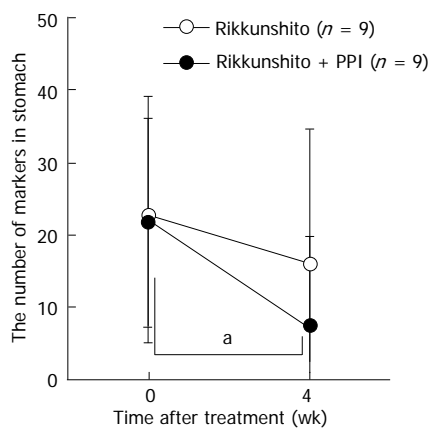 50
40
30
20
10
0
The number of markers in stomach
Rikkunshito (n = 9)
Rikkunshito + PPI (n = 9)
a
0 4
Time after treatment (wk)